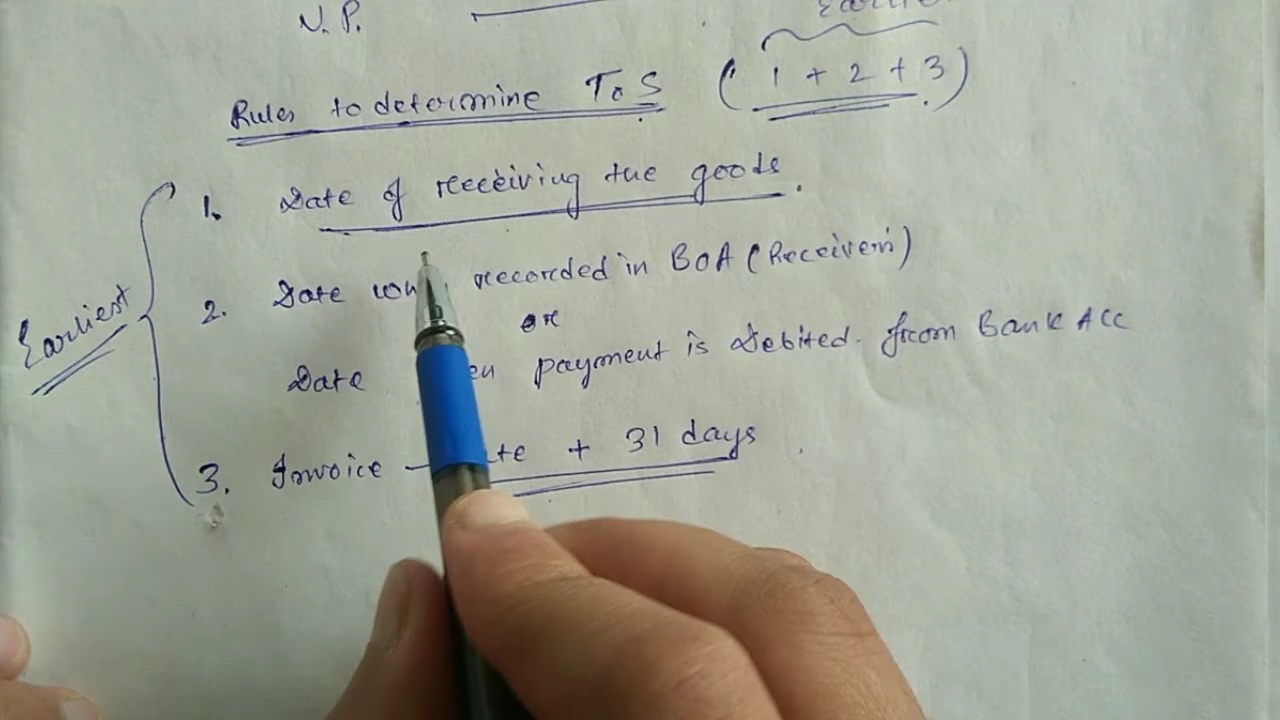 N. P.
Rules to determine ToS ( 1 + 2 + 3 )
Earliest
1. Date of receiving the goods.
2. recorded in BOA (Receiver's)
or
Date payment is Debited. from Bank Acc
3. Invoice + 31 days